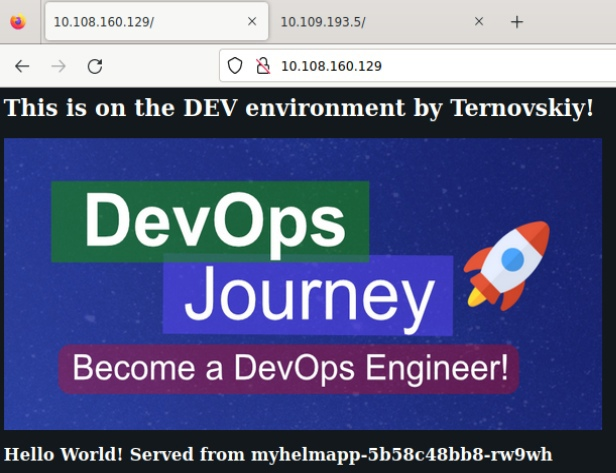 10.108.160.129/
10.109.193.5/
10.108.160.129
This is on the DEV environment by Ternovskiy!
DevOps
Journey
Become a DevOps Engineer!
Hello World! Served from myhelmapp-5b58c48bb8-rw9wh